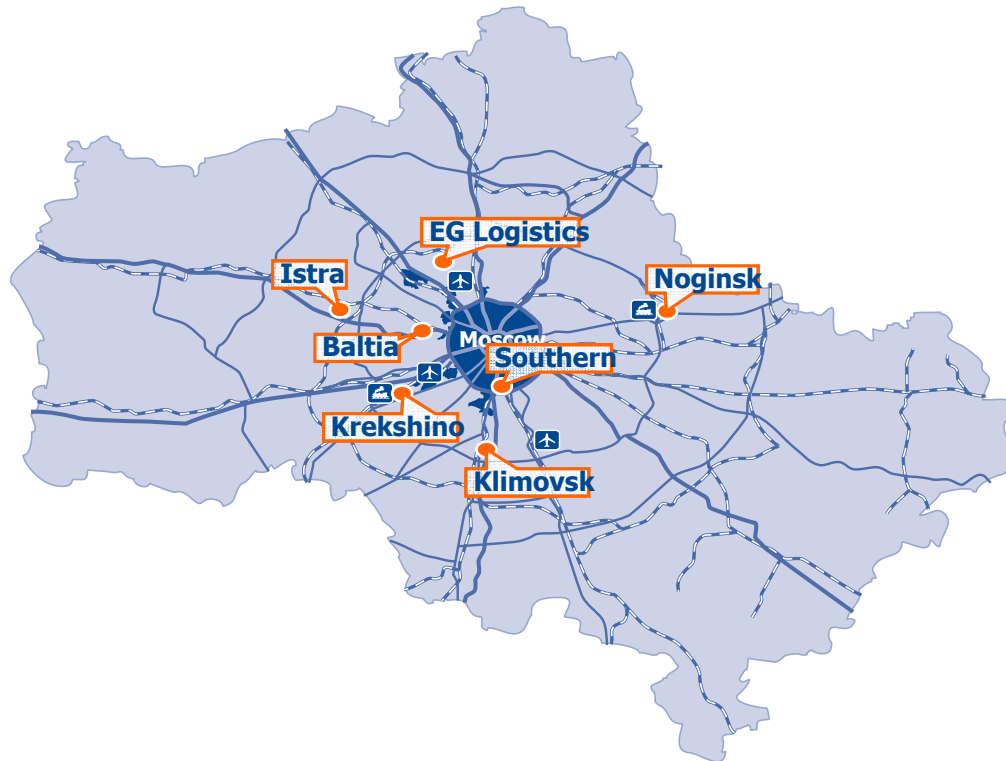 EG Logistics
Istra
Noginsk
Moscow
Baltia
Southern
Krekshino
Klimovsk